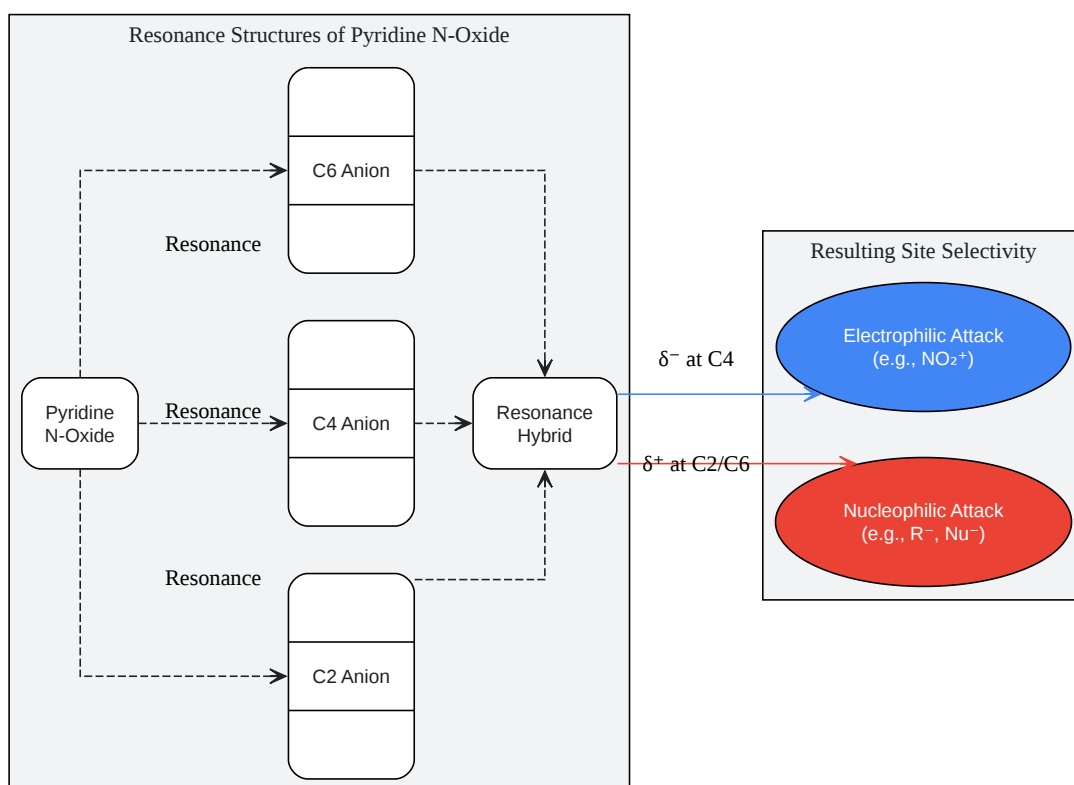 Resonance Structures of Pyridine N-Oxide
C6 Anion
Resonance
Pyridine
N-Oxide
Resonance
C4 Anion
Resonance
Hybrid
Resonance
C2 Anion
δ⁻ at C4
δ⁺ at C2/C6
Resulting Site Selectivity
Electrophilic Attack
(e.g., NO₂⁺)
Nucleophilic Attack
(e.g., R⁻, Nu⁻)